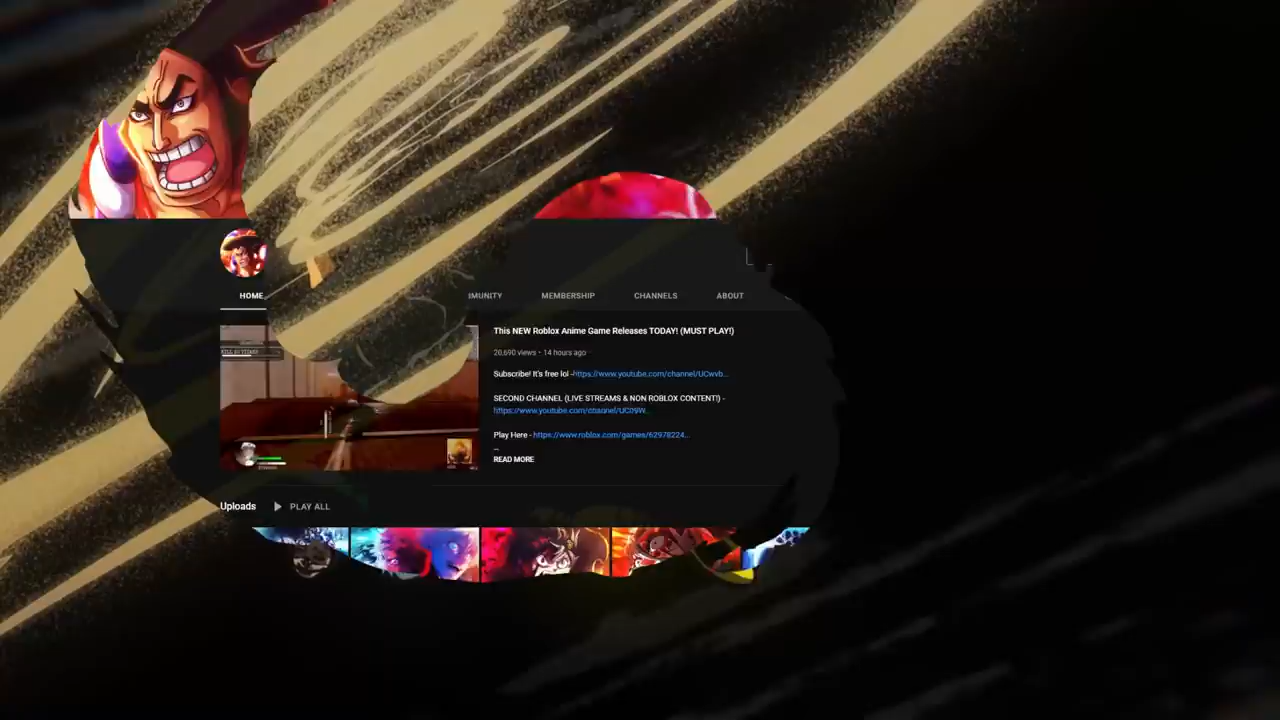 HOME
IMUNITY
MEMBERSHIP
CHANNELS
ABOUT
This NEW Roblox Anime Game Releases TODAY! (MUST PLAY!)
20,690 views • 14 hours ago
Subscribe! It's free lol -https://www.youtube.com/channel/UCwvb...
SECOND CHANNEL (LIVE STREAMS & NON ROBLOX CONTENT!) -
https://www.youtube.com/channel/UC09W...
Play Here - https://www.roblox.com/games/62978224...
...
READ MORE
Uploads
PLAY ALL